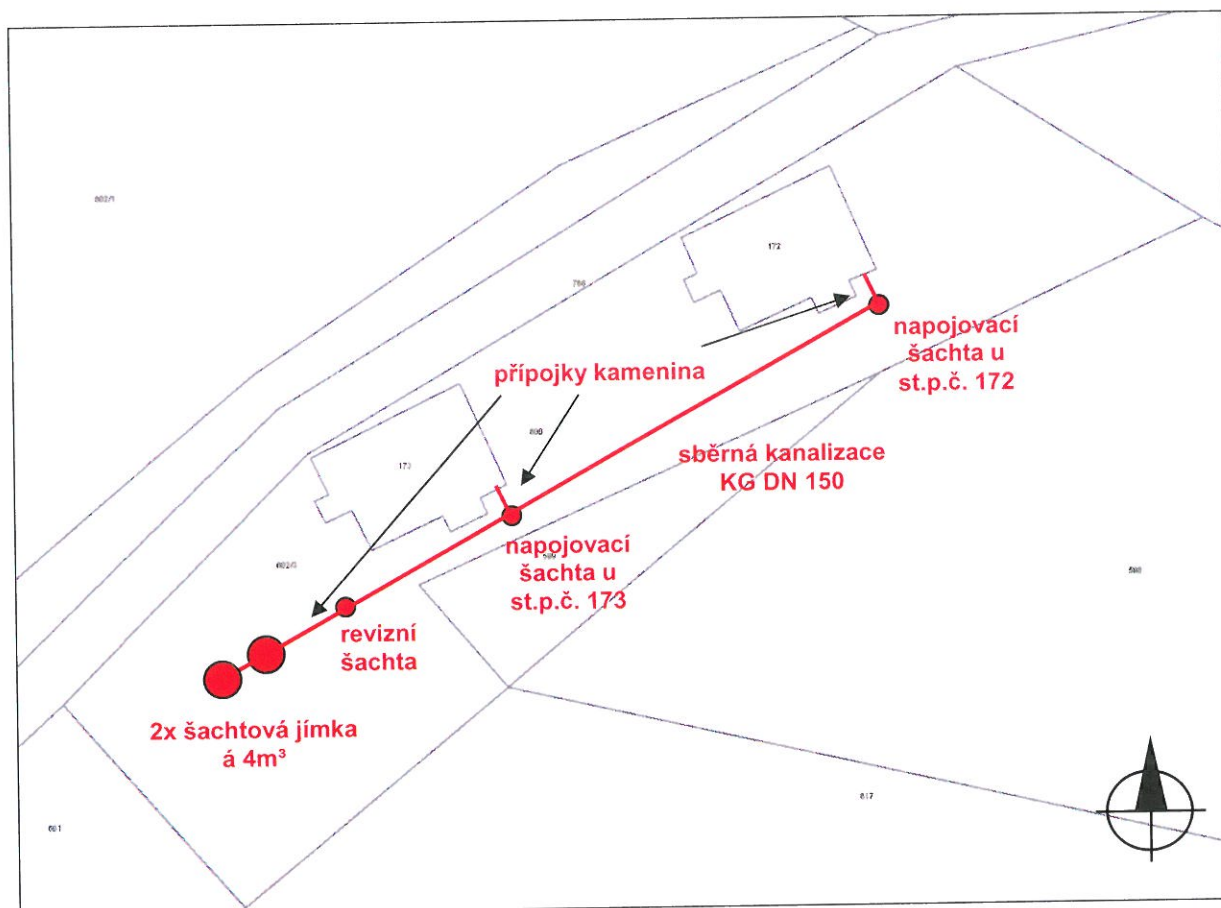 172
napojovací
šachta u
st.p.č. 172
přípojky kamenina
sběrná kanalizace
KG DN 150
napojovací
šachta u
st.p.č. 173
revizní
šachta
2x šachtová jímka
á 4m³
817